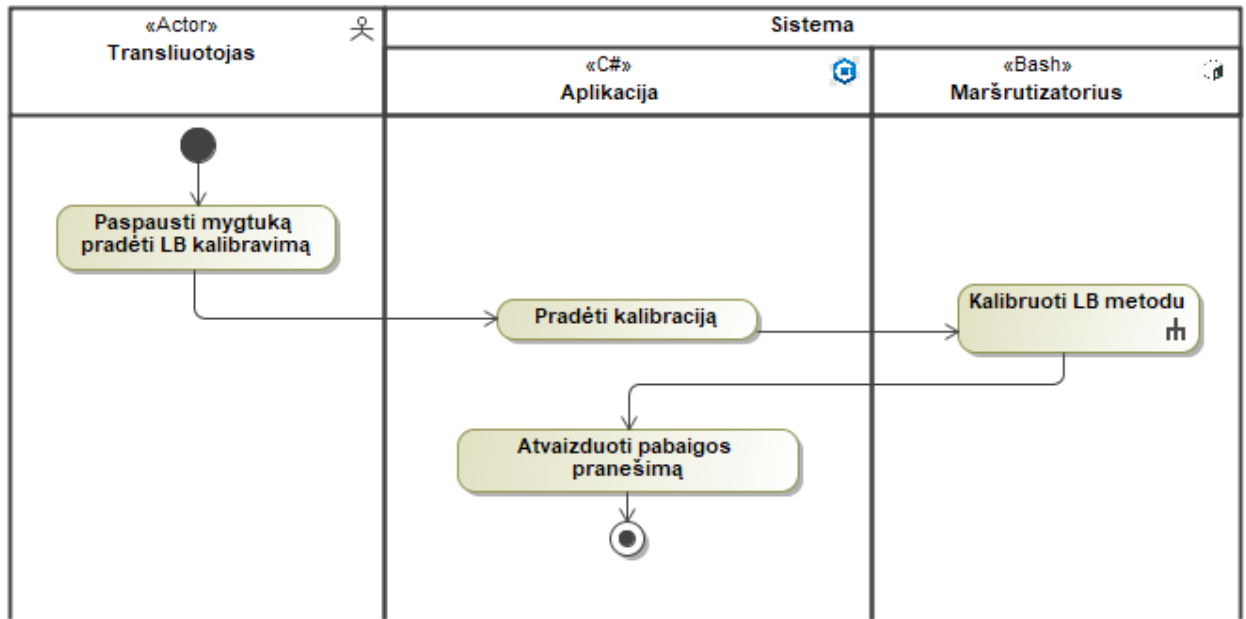 «Actor»
Transliuotojas
Sistema
«C#»
Aplikacija
«Bash»
Maršrutizatorius
Paspausti mygtuką
pradėti LB kalibravimą
Pradėti kalibraciją
Kalibruoti LB metodu
Atvaizduoti pabaigos
pranešimą